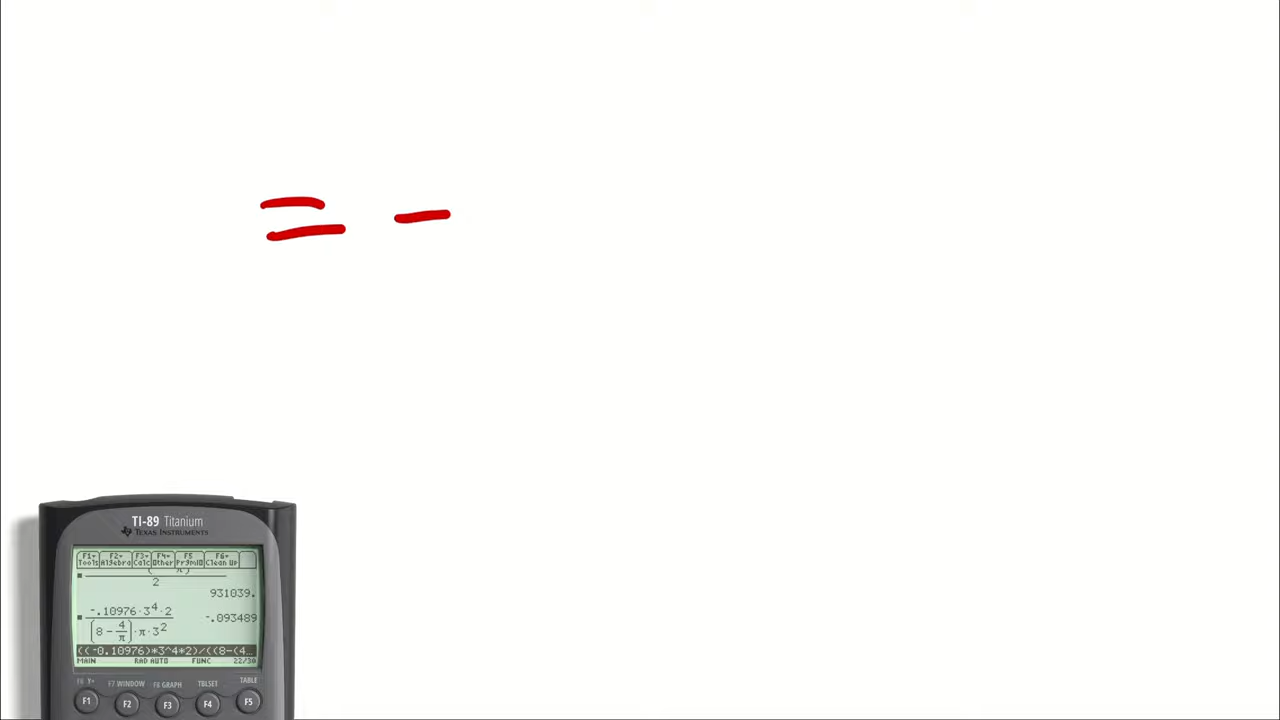 = -
TI-89 Titanium
TEXAS INSTRUMENTS
F1▾ Tools F2▾ Algebra F3▾ Calc F4▾ Other F5 PrgmIO F6▾ Clean Up
2
931039.
-.10976·3⁴·2
(8 - 4/π)·π·3²
-.093489
((-0.10976)*3^4*2)/((8-(4…
MAIN RAD AUTO FUNC 22/30
F6 Y= F7 WINDOW F8 GRAPH TBLSET TABLE
F1 F2 F3 F4 F5